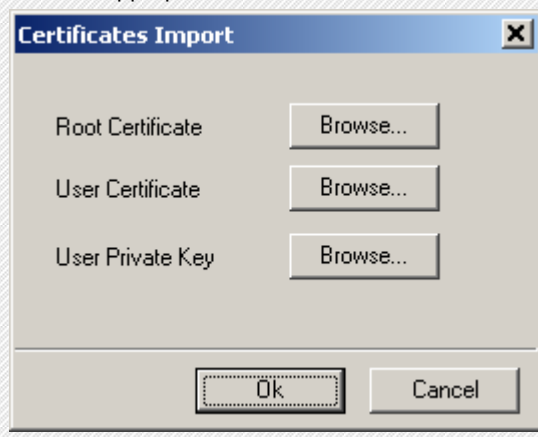 Certificates Import
Root Certificate Browse...
User Certificate Browse...
User Private Key Browse...
Ok Cancel